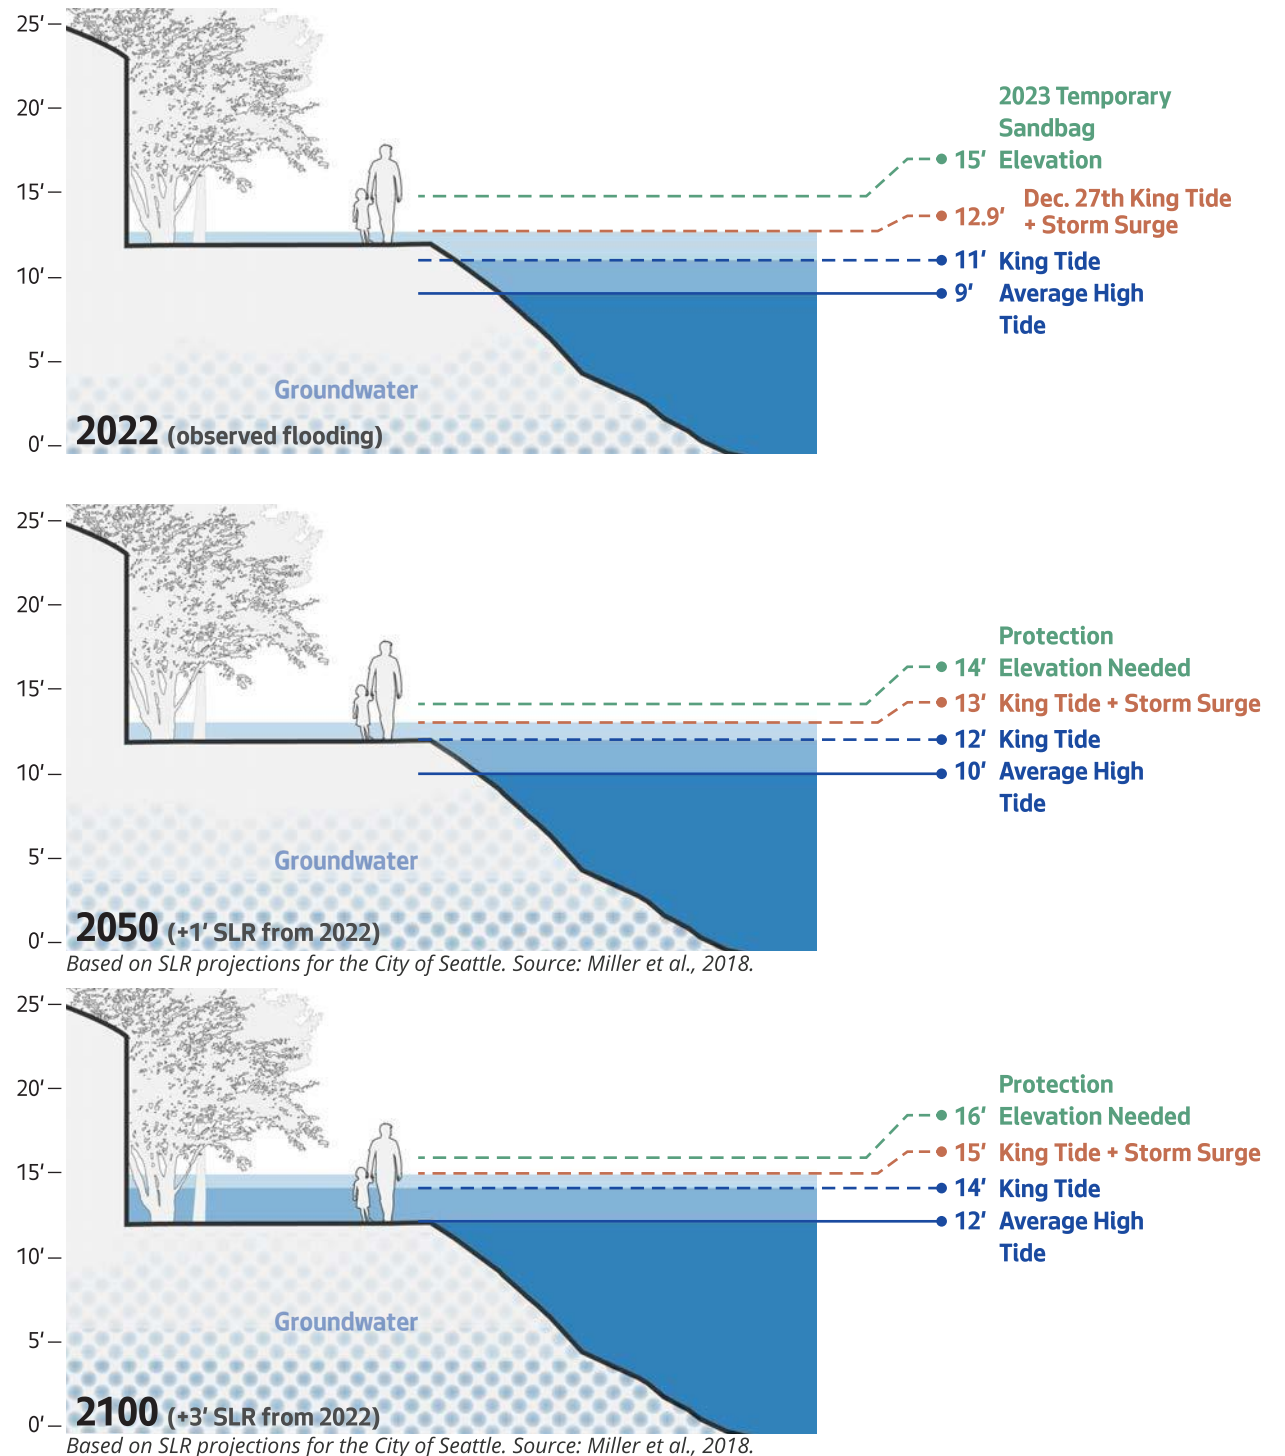 25′
20′
15′
10′
5′
0′
2023 Temporary
Sandbag
15′ Elevation
Dec. 27th King Tide
12.9′ + Storm Surge
11′ King Tide
9′ Average High
Tide
Groundwater
2022 (observed flooding)
25′
20′
15′
10′
5′
0′
Protection
14′ Elevation Needed
13′ King Tide + Storm Surge
12′ King Tide
10′ Average High
Tide
Groundwater
2050 (+1′ SLR from 2022)
Based on SLR projections for the City of Seattle. Source: Miller et al., 2018.
25′
20′
15′
10′
5′
0′
Protection
16′ Elevation Needed
15′ King Tide + Storm Surge
14′ King Tide
12′ Average High
Tide
Groundwater
2100 (+3′ SLR from 2022)
Based on SLR projections for the City of Seattle. Source: Miller et al., 2018.